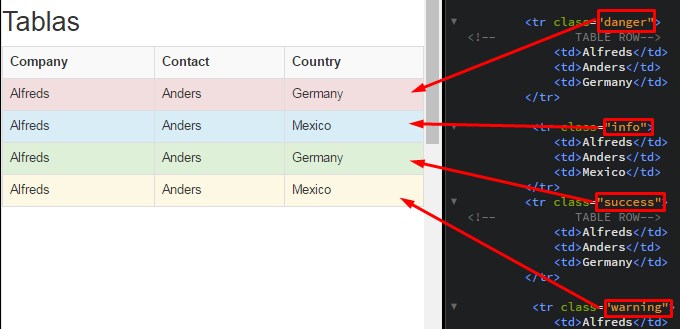 Tablas
Company Contact Country
Alfreds Anders Germany
Alfreds Anders Mexico
Alfreds Anders Germany
Alfreds Anders Mexico
<tr class="danger">
<!-- TABLE ROW-->
<td>Alfreds</td>
<td>Anders</td>
<td>Germany</td>
</tr>
<tr class="info">
<td>Alfreds</td>
<td>Anders</td>
<td>Mexico</td>
</tr>
<tr class="success">
<!-- TABLE ROW-->
<td>Alfreds</td>
<td>Anders</td>
<td>Germany</td>
</tr>
<tr class="warning">
<td>Alfreds</td>